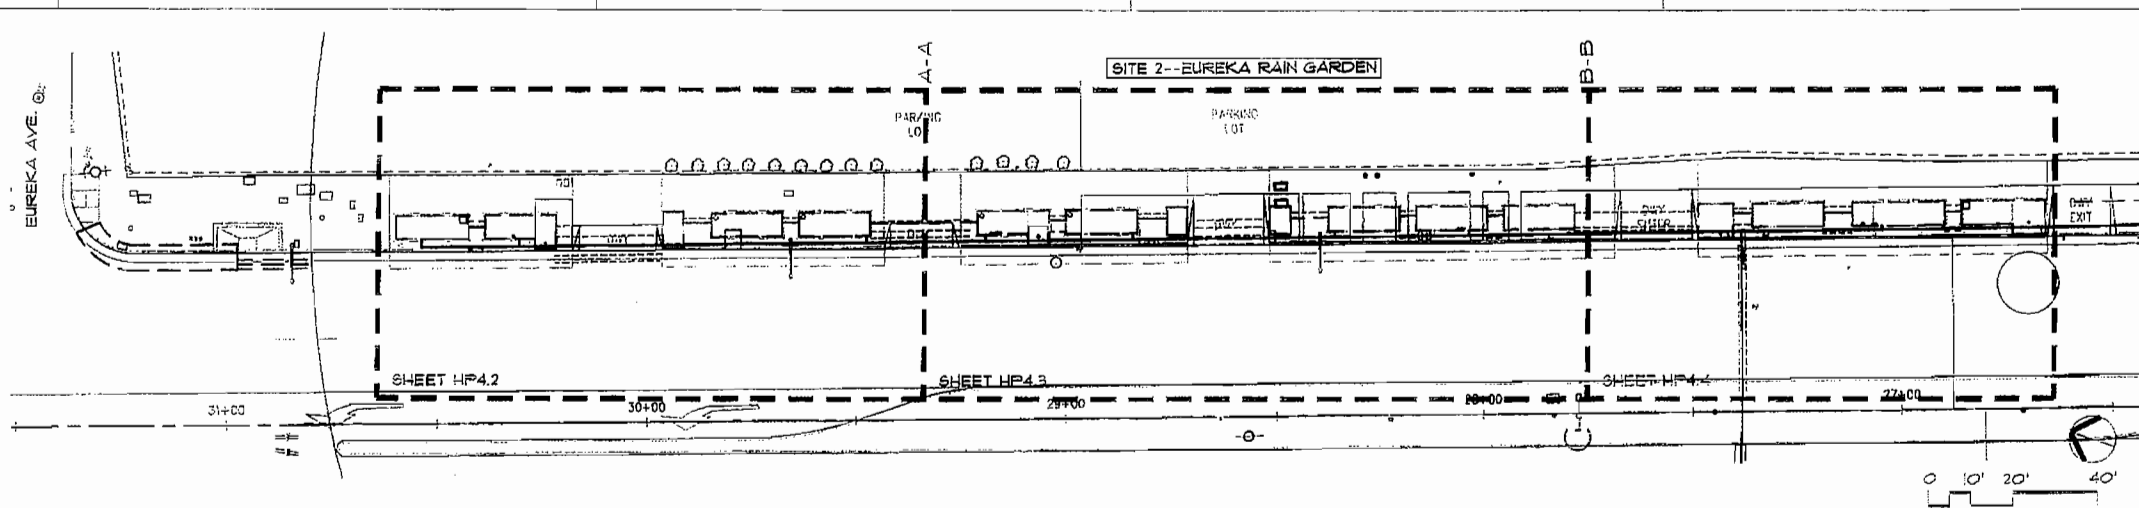 A-A
B-B
SITE 2--EUREKA RAIN GARDEN
EUREKA AVE.
PARKING
LOT
PARKING
LOT
DWY
EXIT
SHEET HP4.2
SHEET HP4.3
SHEET HP4.4
31+00
30+00
29+00
28+00
27+00
0 10' 20' 40'